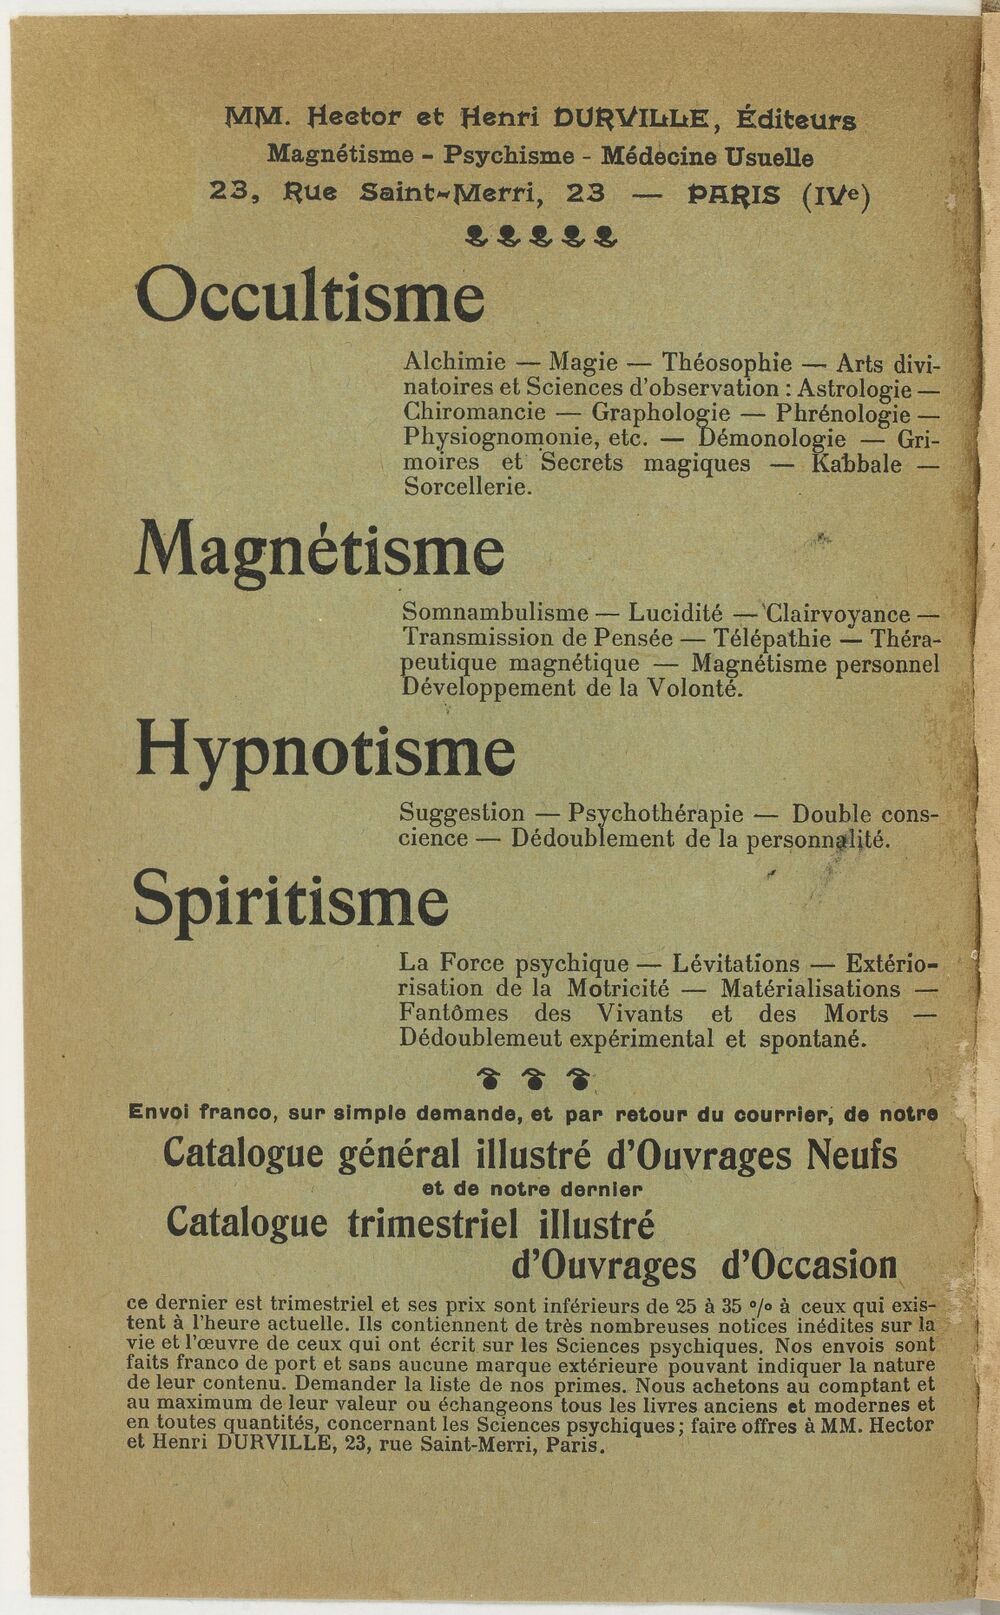 MM. Hector et Henri DURVILLE, Éditeurs
Magnétisme - Psychisme - Médecine Usuelle
23, Rue Saint-Merri, 23 — PARIS (IVe)
Occultisme
Alchimie — Magie — Théosophie — Arts divi-
natoires et Sciences d'observation : Astrologie —
Chiromancie — Graphologie — Phrénologie —
Physiognomonie, etc. — Démonologie — Gri-
moires et Secrets magiques — Kabbale —
Sorcellerie.
Magnétisme
Somnambulisme — Lucidité — Clairvoyance —
Transmission de Pensée — Télépathie — Théra-
peutique magnétique — Magnétisme personnel
Développement de la Volonté.
Hypnotisme
Suggestion — Psychothérapie — Double cons-
cience — Dédoublement de la personnalité.
Spiritisme
La Force psychique — Lévitations — Extério-
risation de la Motricité — Matérialisations —
Fantômes des Vivants et des Morts —
Dédoublemeut expérimental et spontané.
Envoi franco, sur simple demande, et par retour du courrier, de notre
Catalogue général illustré d'Ouvrages Neufs
et de notre dernier
Catalogue trimestriel illustré
d'Ouvrages d'Occasion
ce dernier est trimestriel et ses prix sont inférieurs de 25 à 35 % à ceux qui exis-
tent à l'heure actuelle. Ils contiennent de très nombreuses notices inédites sur la
vie et l'œuvre de ceux qui ont écrit sur les Sciences psychiques. Nos envois sont
faits franco de port et sans aucune marque extérieure pouvant indiquer la nature
de leur contenu. Demander la liste de nos primes. Nous achetons au comptant et
au maximum de leur valeur ou échangeons tous les livres anciens et modernes et
en toutes quantités, concernant les Sciences psychiques ; faire offres à MM. Hector
et Henri DURVILLE, 23, rue Saint-Merri, Paris.